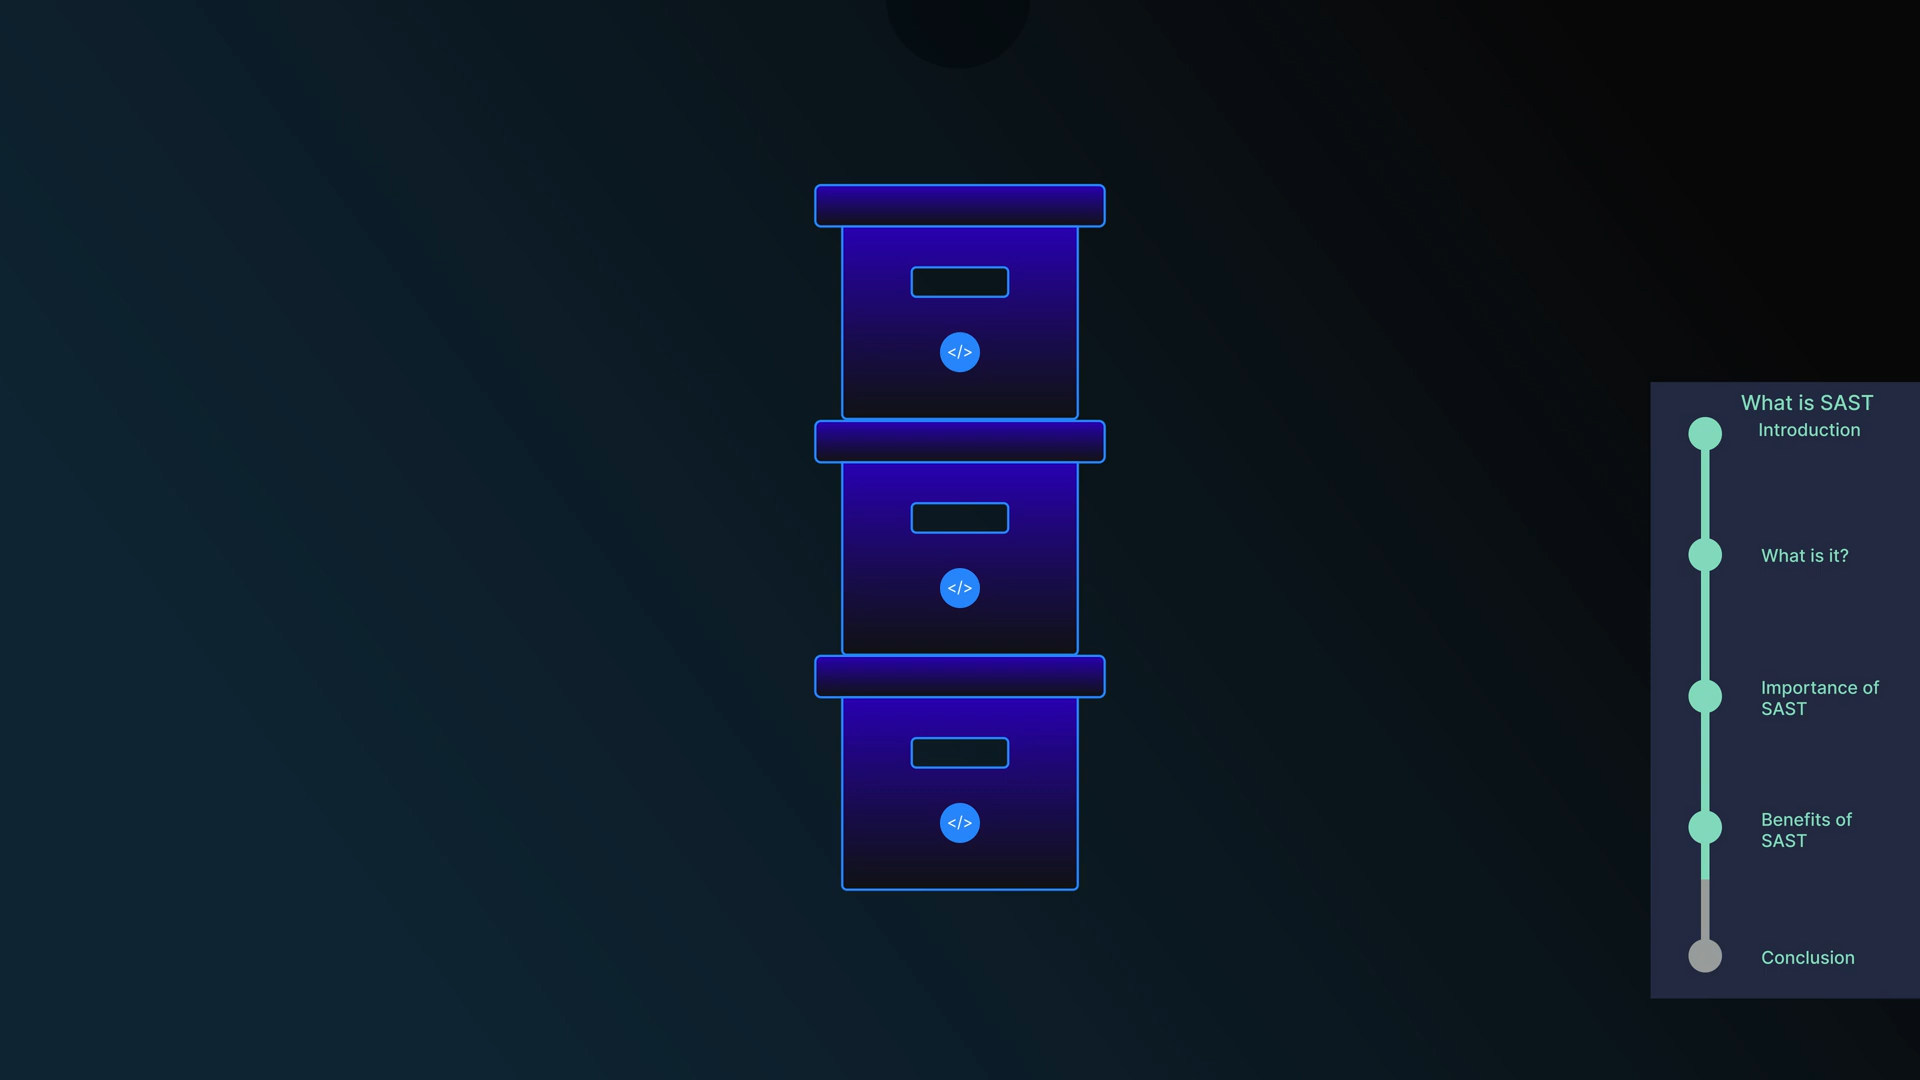 </>
</>
</>
What is SAST
Introduction
What is it?
Importance of
SAST
Benefits of
SAST
Conclusion